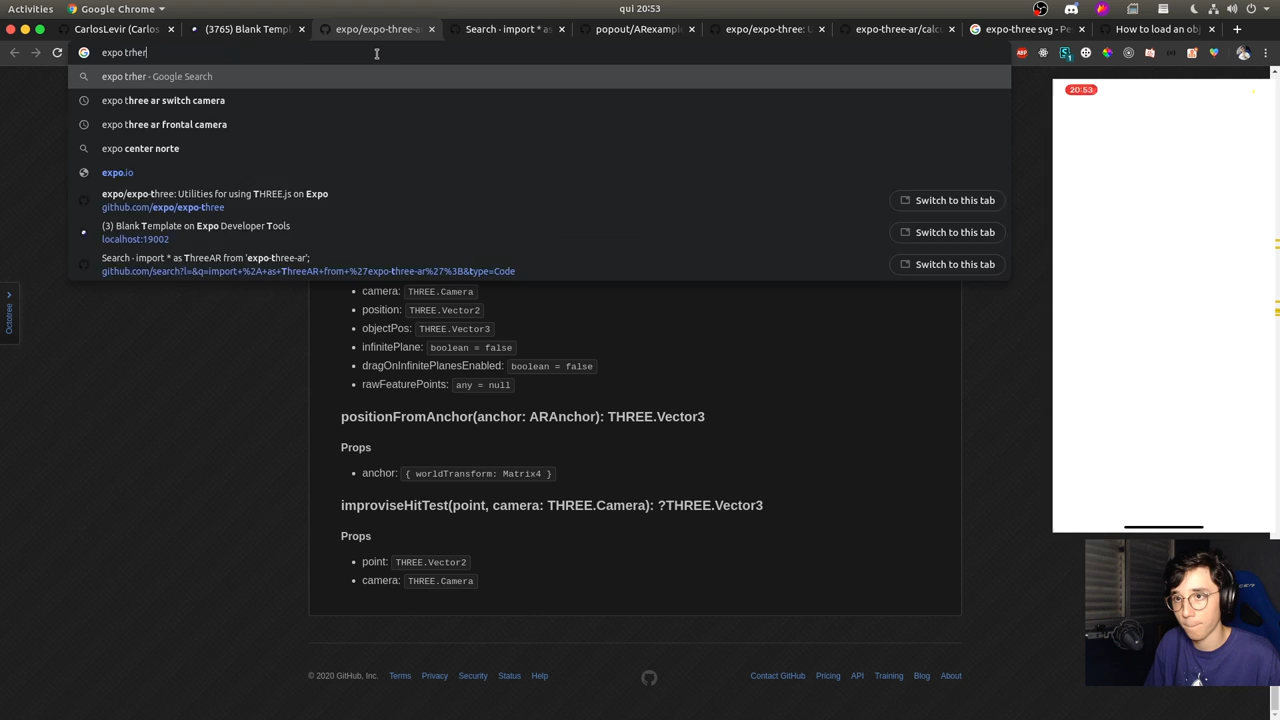 Activities
Google Chrome
qui 20:53
CarlosLevir (Carlos
(3765) Blank Templ
expo/expo-three-a
Search · import * as
popout/ARexample
expo/expo-three: U
expo-three-ar/calcu
expo-three svg - Pe
How to load an obj
expo trher
expo trher - Google Search
expo three ar switch camera
expo three ar frontal camera
expo center norte
expo.io
expo/expo-three: Utilities for using THREE.js on Expo
github.com/expo/expo-three
Switch to this tab
(3) Blank Template on Expo Developer Tools
localhost:19002
Switch to this tab
Search · import * as ThreeAR from 'expo-three-ar';
github.com/search?l=&q=import+%2A+as+ThreeAR+from+%27expo-three-ar%27%3B&type=Code
Switch to this tab
20:53
Octotree
camera: THREE.Camera
position: THREE.Vector2
objectPos: THREE.Vector3
infinitePlane: boolean = false
dragOnInfinitePlanesEnabled: boolean = false
rawFeaturePoints: any = null
positionFromAnchor(anchor: ARAnchor): THREE.Vector3
Props
anchor: { worldTransform: Matrix4 }
improviseHitTest(point, camera: THREE.Camera): ?THREE.Vector3
Props
point: THREE.Vector2
camera: THREE.Camera
© 2020 GitHub, Inc.
Terms
Privacy
Security
Status
Help
Contact GitHub
Pricing
API
Training
Blog
About